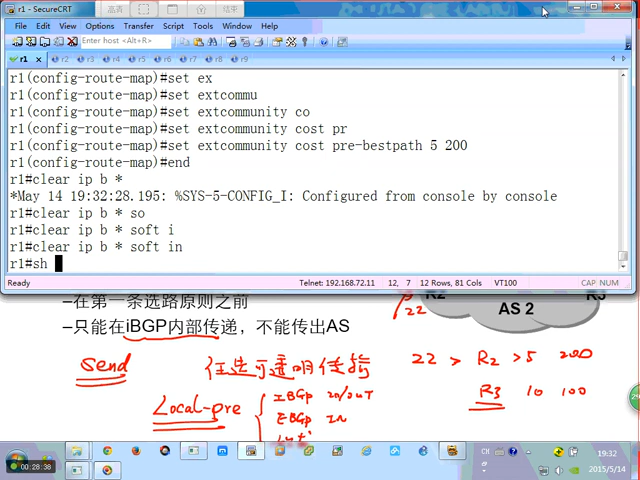 r1 - SecureCRT
File Edit View Options Transfer Script Tools Window Help
Enter host <Alt+R>
r1 r2 r3 r4 r5 r6 r7 r8 r9
r1(config-route-map)#set ex
r1(config-route-map)#set extcommu
r1(config-route-map)#set extcommunity co
r1(config-route-map)#set extcommunity cost pr
r1(config-route-map)#set extcommunity cost pre-bestpath 5 200
r1(config-route-map)#end
r1#clear ip b *
*May 14 19:32:28.195: %SYS-5-CONFIG_I: Configured from console by console
r1#clear ip b * so
r1#clear ip b * soft i
r1#clear ip b * soft in
r1#sh
Ready Telnet: 192.168.72.11 12, 7 12 Rows, 81 Cols VT100 CAP NUM
R2 AS 2 R3
22
–在第一条选路原则之前
–只能在iBGP内部传递，不能传出AS
send
22 > R2 > 5 200
R3 10 100
Local-pre
IBGP in/out
EBGP in
00:28:38
CN
19:32
2015/5/14